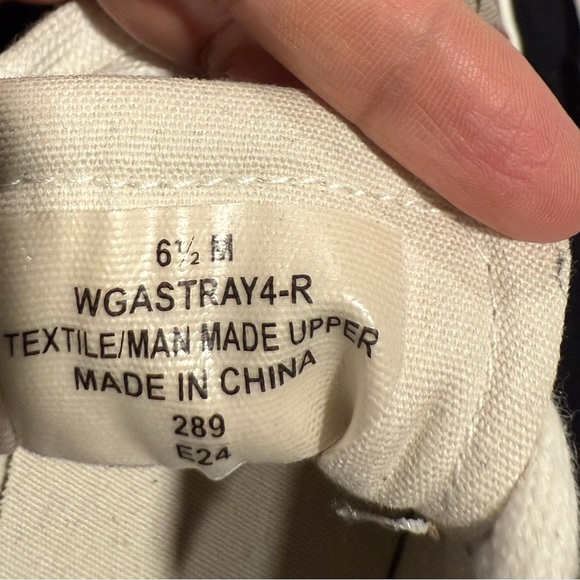 6½ M
WGASTRAY4-R
TEXTILE/MAN MADE UPPER
MADE IN CHINA
289
E24